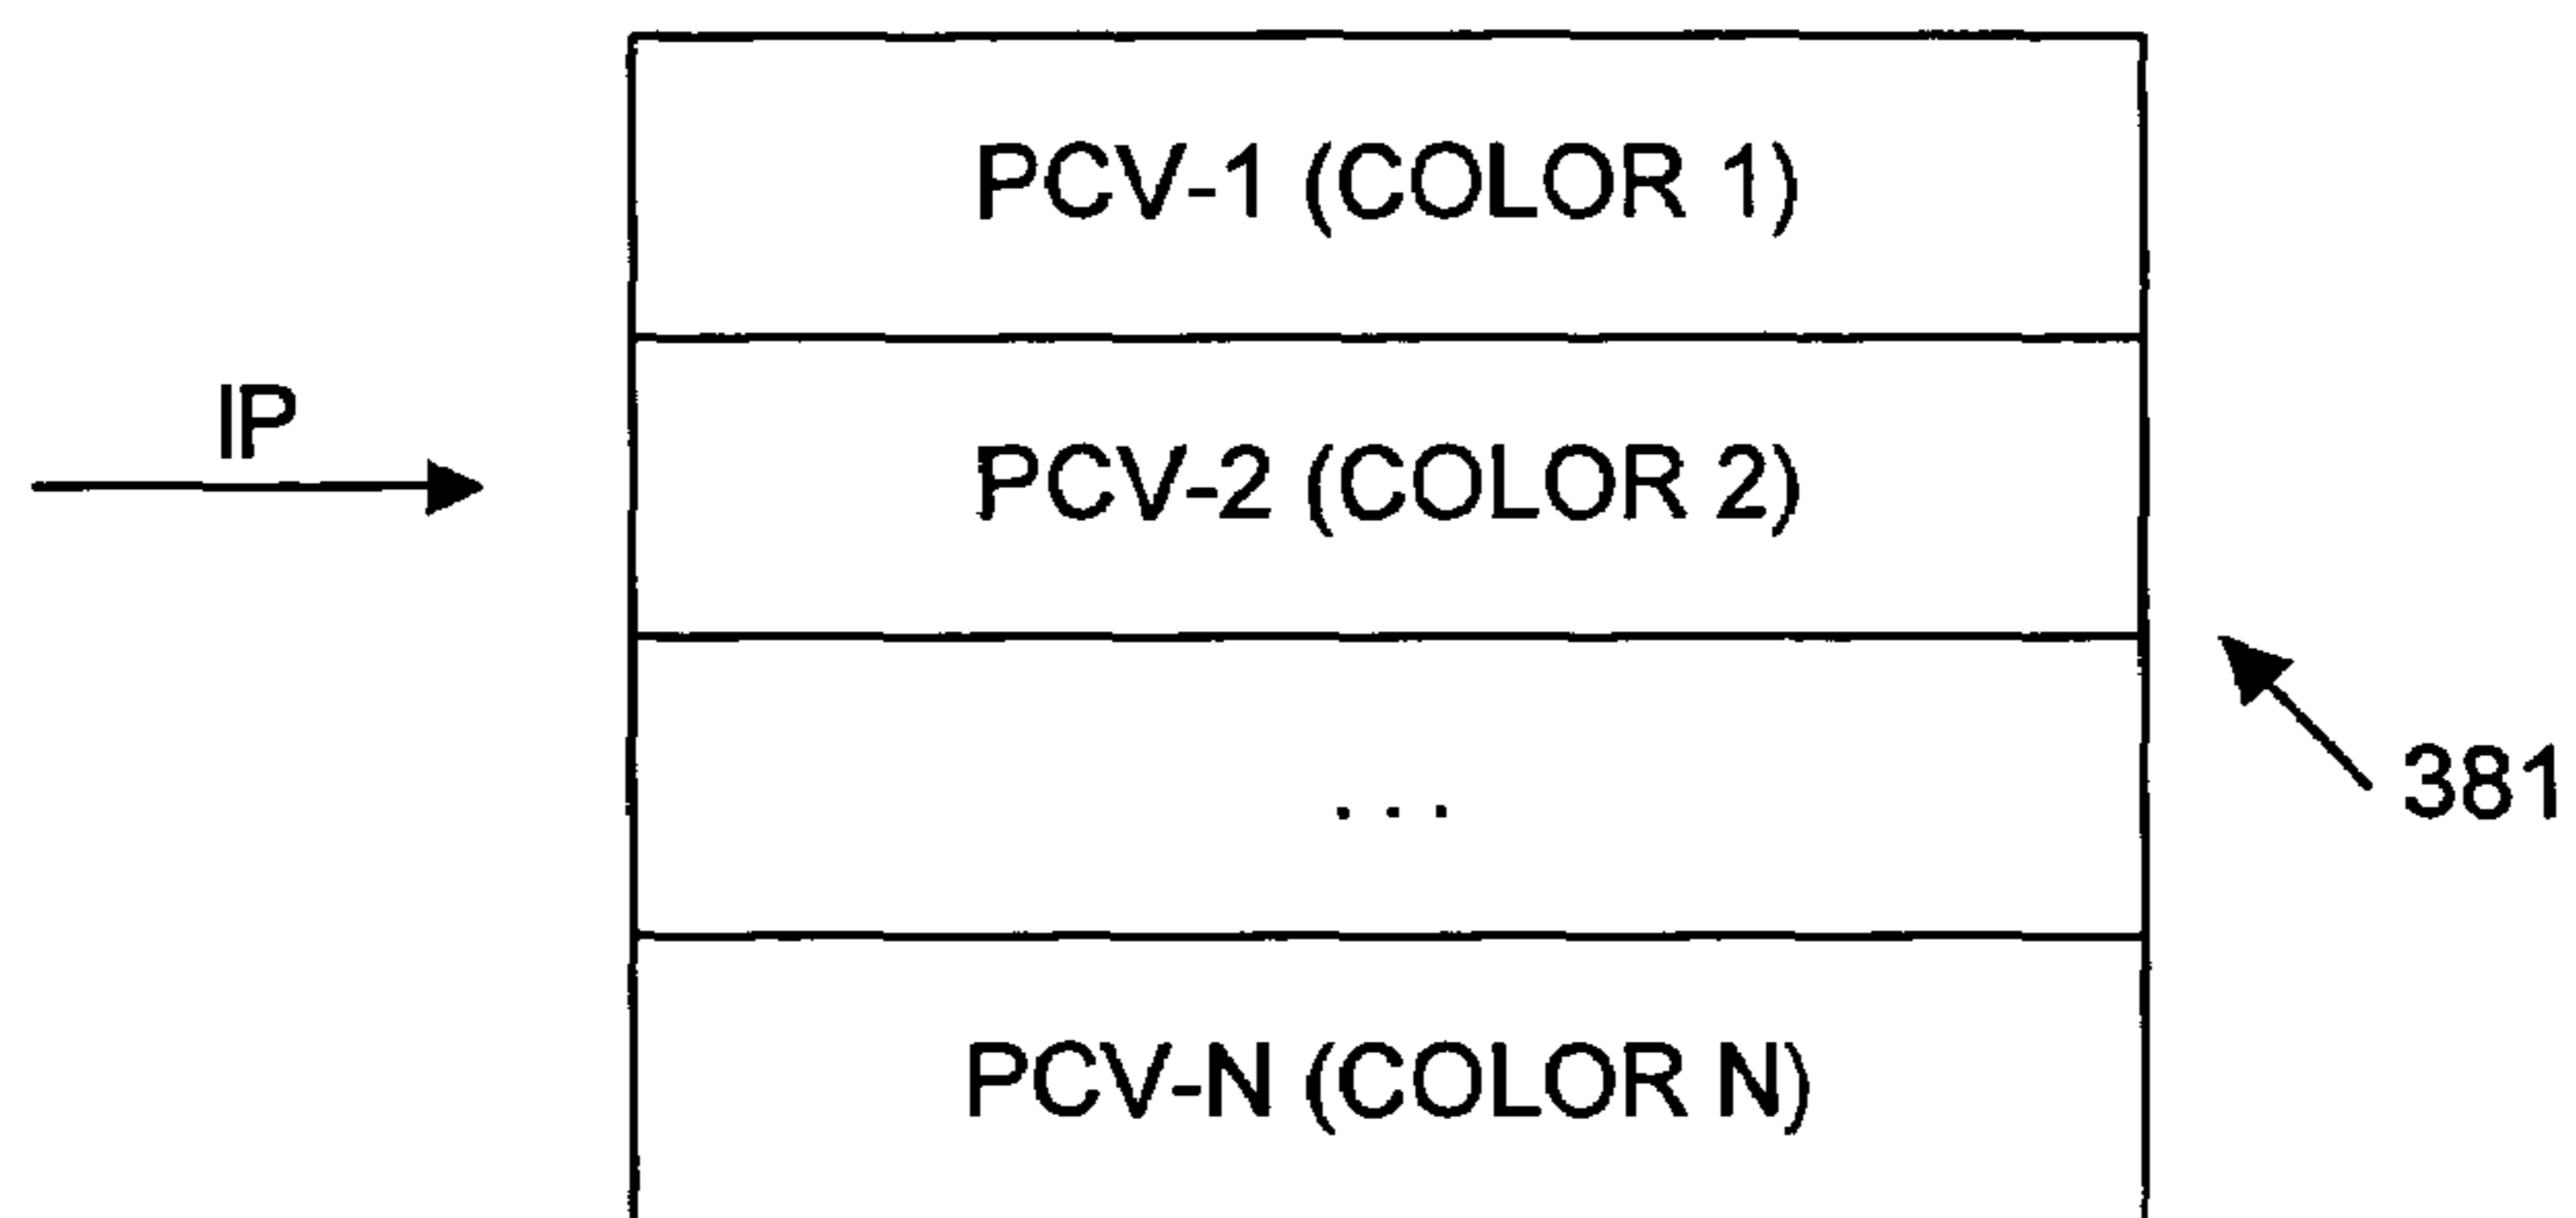 PCV-1 (COLOR 1)
IP
PCV-2 (COLOR 2)
. . .
381
PCV-N (COLOR N)